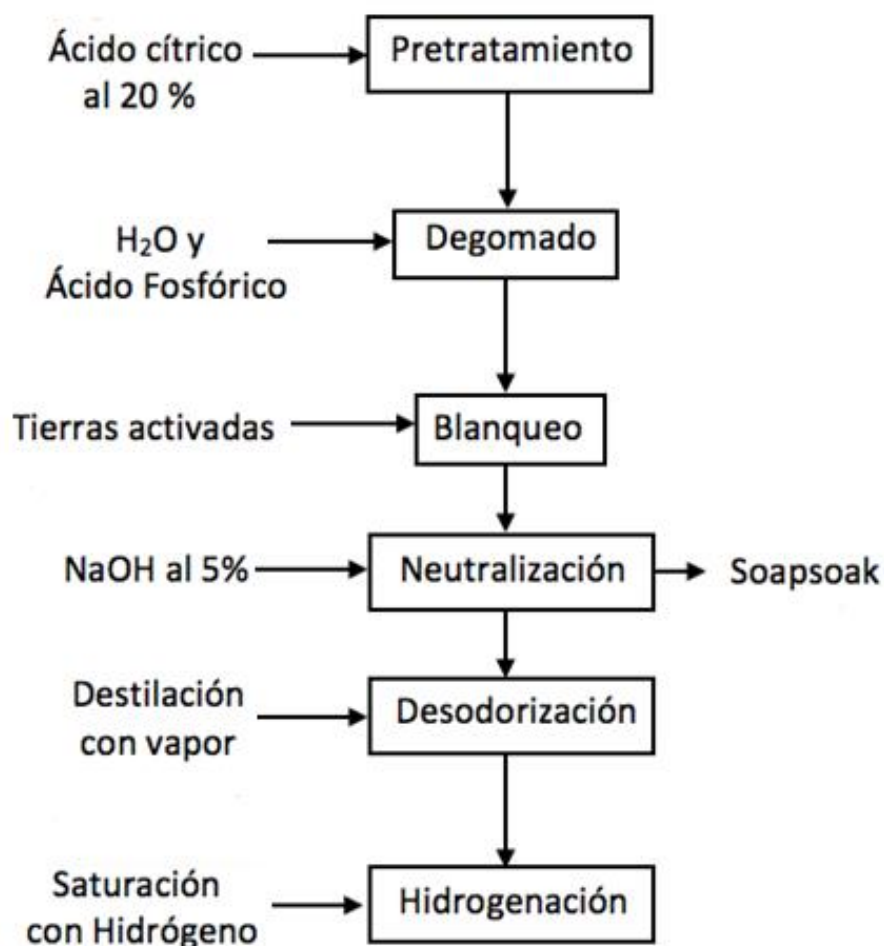 Ácido cítrico
al 20 %
Pretratamiento
H₂O y
Ácido Fosfórico
Degomado
Tierras activadas
Blanqueo
NaOH al 5%
Neutralización
Soapsoak
Destilación
con vapor
Desodorización
Saturación
con Hidrógeno
Hidrogenación